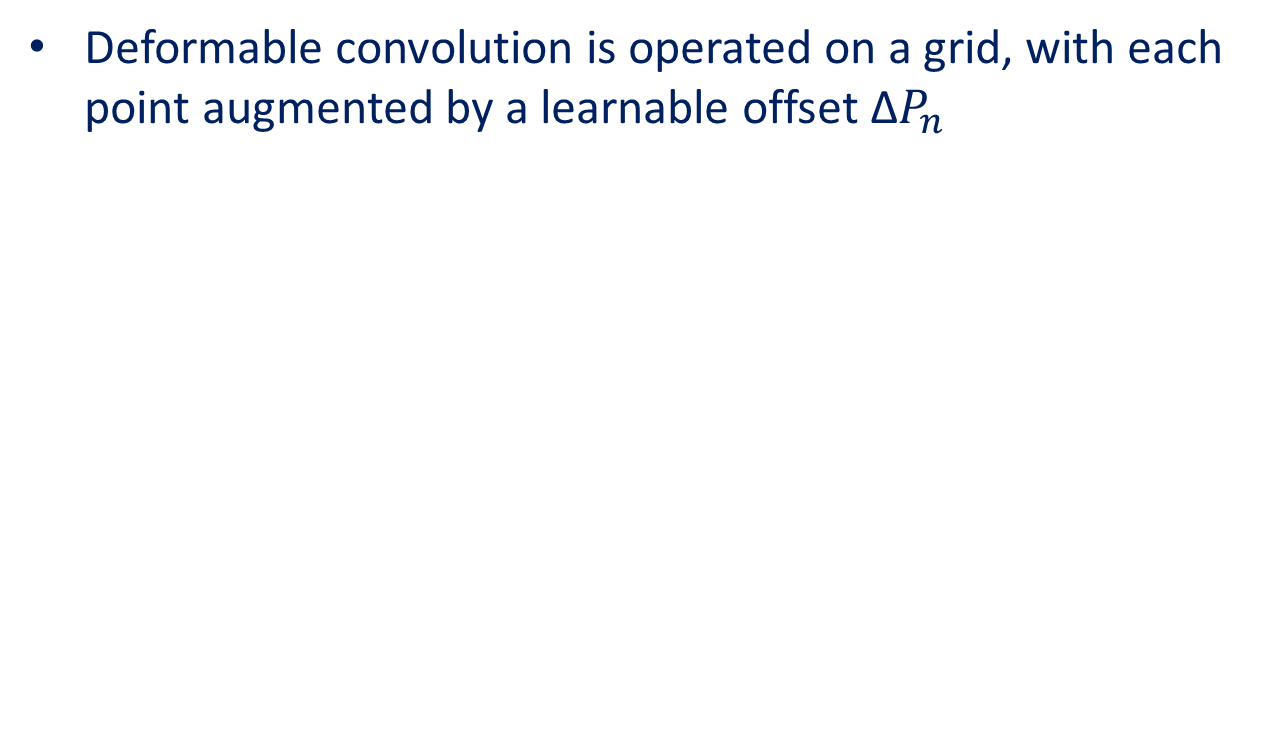 • Deformable convolution is operated on a grid, with each
point augmented by a learnable offset Δ𝑃ₙ